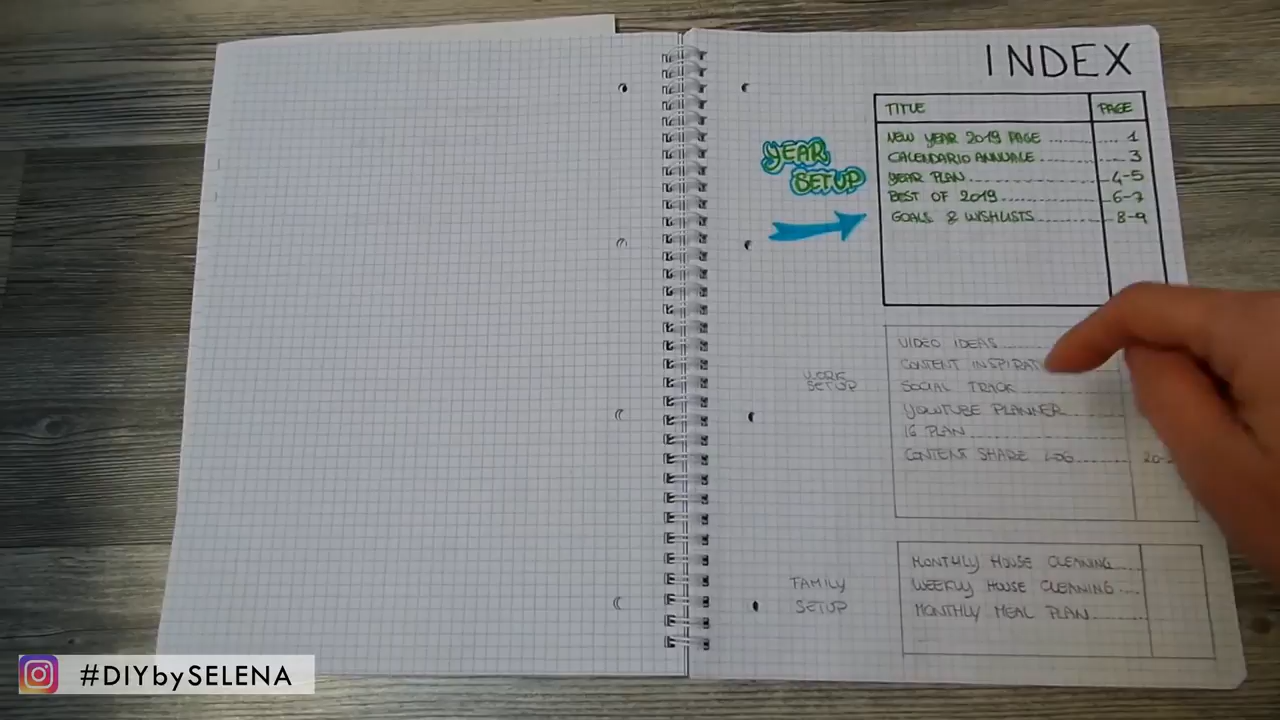 INDEX
TITLE PAGE
NEW YEAR 2019 PAGE ........ 1
CALENDARIO ANNUALE ........ 3
YEAR PLAN ........ 4-5
BEST OF 2019 ........ 6-7
GOALS & WISHLISTS ........ 8-9
YEAR
SETUP
VIDEO IDEAS
CONTENT
SOCIAL TRACK
YOUTUBE PLANNER
IG PLAN
CONTENT SHARE LOG
WORK
SETUP
MONTHLY HOUSE CLEANING
WEEKLY HOUSE CLEANING
MONTHLY MEAL PLAN
FAMILY
SETUP
#DIYbySELENA